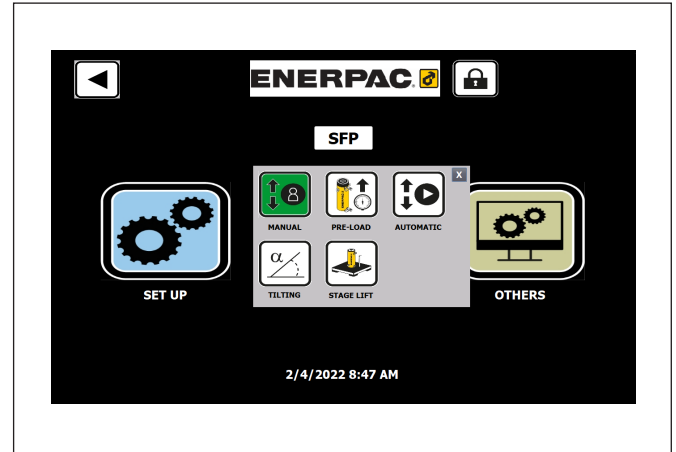 ENERPAC.
SFP
X
MANUAL
PRE-LOAD
AUTOMATIC
α
TILTING
STAGE LIFT
SET UP
OTHERS
2/4/2022 8:47 AM